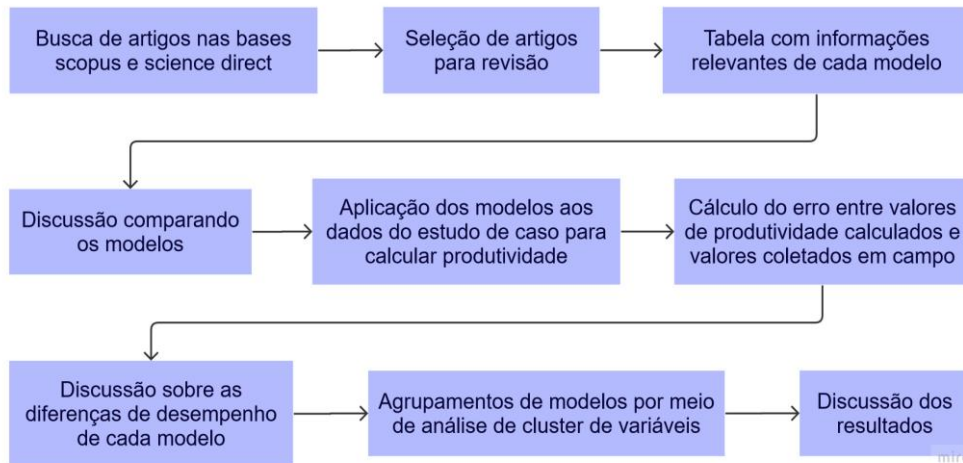 Busca de artigos nas bases
scopus e science direct
Seleção de artigos
para revisão
Tabela com informações
relevantes de cada modelo
Discussão comparando
os modelos
Aplicação dos modelos aos
dados do estudo de caso para
calcular produtividade
Cálculo do erro entre valores
de produtividade calculados e
valores coletados em campo
Discussão sobre as
diferenças de desempenho
de cada modelo
Agrupamentos de modelos por meio
de análise de cluster de variáveis
Discussão dos
resultados